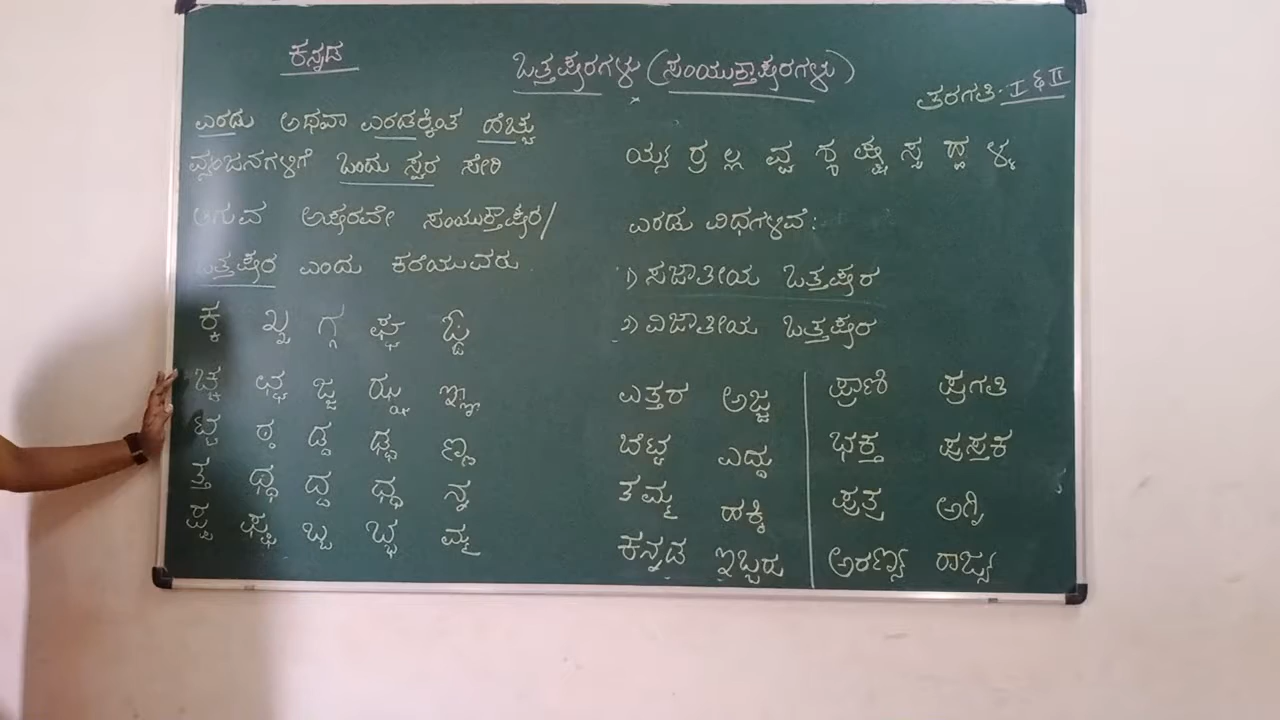 ಕನ್ನಡ
ಒತ್ತಕ್ಷರಗಳು (ಸಂಯುಕ್ತಾಕ್ಷರಗಳು)
ತರಗತಿ: I & II
ಎರಡು ಅಥವಾ ಎರಡಕ್ಕಿಂತ ಹೆಚ್ಚು
ವ್ಯಂಜನಗಳಿಗೆ ಒಂದು ಸ್ವರ ಸೇರಿ
ಆಗುವ ಅಕ್ಷರವೇ ಸಂಯುಕ್ತಾಕ್ಷರ/
ಒತ್ತಕ್ಷರ ಎಂದು ಕರೆಯುವರು.
ಕ್ಕ ಖ್ಖ ಗ್ಗ ಘ್ಘ ಙ್ಙ
ಚ್ಚ ಛ್ಛ ಜ್ಜ ಝ್ಝ ಞ್ಞ
ಟ್ಟ ಠ್ಠ ಡ್ಡ ಢ್ಢ ಣ್ಣ
ತ್ತ ಥ್ಥ ದ್ದ ಧ್ಧ ನ್ನ
ಪ್ಪ ಫ್ಫ ಬ್ಬ ಬ್ಭ ಮ್ಮ
ಯ್ಯ ರ್ರ ಲ್ಲ ವ್ವ ಶ್ಶ ಷ್ಷ ಸ್ಸ ಹ್ಹ ಳ್ಳ
ಎರಡು ವಿಧಗಳಿವೆ:
1) ಸಜಾತೀಯ ಒತ್ತಕ್ಷರ
2) ವಿಜಾತೀಯ ಒತ್ತಕ್ಷರ
ಎತ್ತರ ಅಜ್ಜ
ಬೆಟ್ಟ ಎದ್ದು
ತಮ್ಮ ಹಕ್ಕಿ
ಕನ್ನಡ ಇಬ್ಬರು
ಪ್ರಾಣಿ ಪ್ರಗತಿ
ಭಕ್ತ ಪುಸ್ತಕ
ಪುತ್ರ ಅಗ್ನಿ
ಅರಣ್ಯ ರಾಜ್ಯ